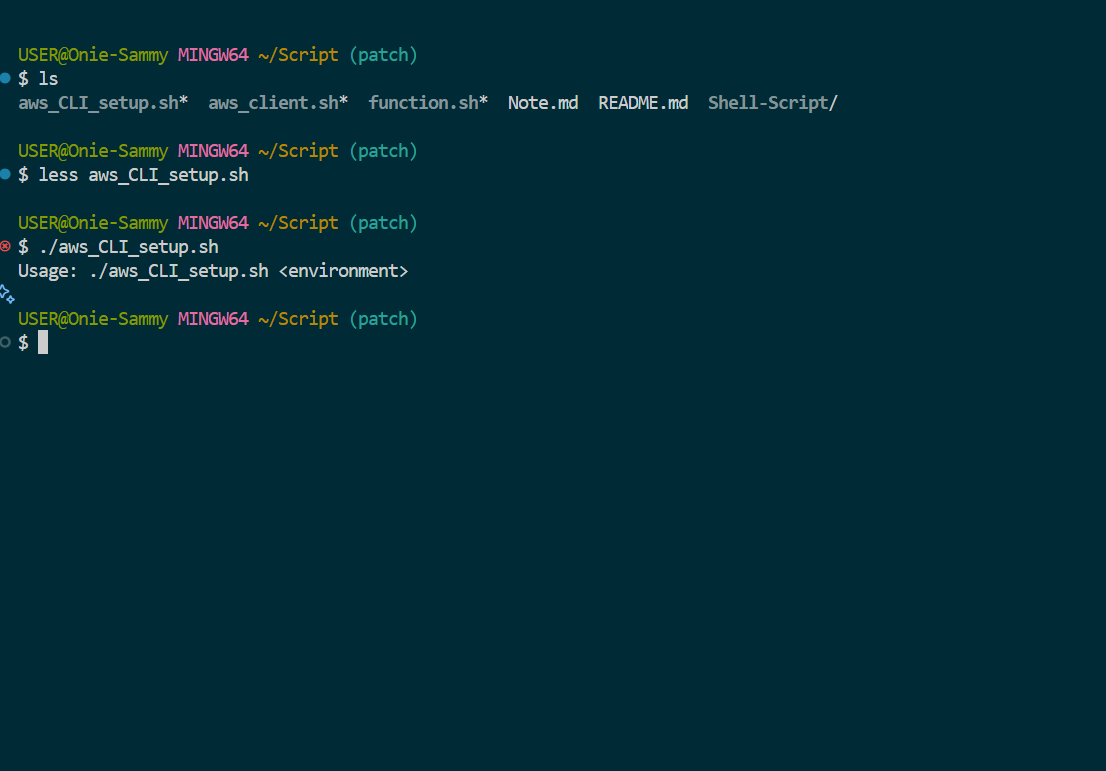 USER@Onie-Sammy MINGW64 ~/Script (patch)
$ ls
aws_CLI_setup.sh*  aws_client.sh*  function.sh*  Note.md  README.md  Shell-Script/
USER@Onie-Sammy MINGW64 ~/Script (patch)
$ less aws_CLI_setup.sh
USER@Onie-Sammy MINGW64 ~/Script (patch)
$ ./aws_CLI_setup.sh
Usage: ./aws_CLI_setup.sh <environment>
USER@Onie-Sammy MINGW64 ~/Script (patch)
$